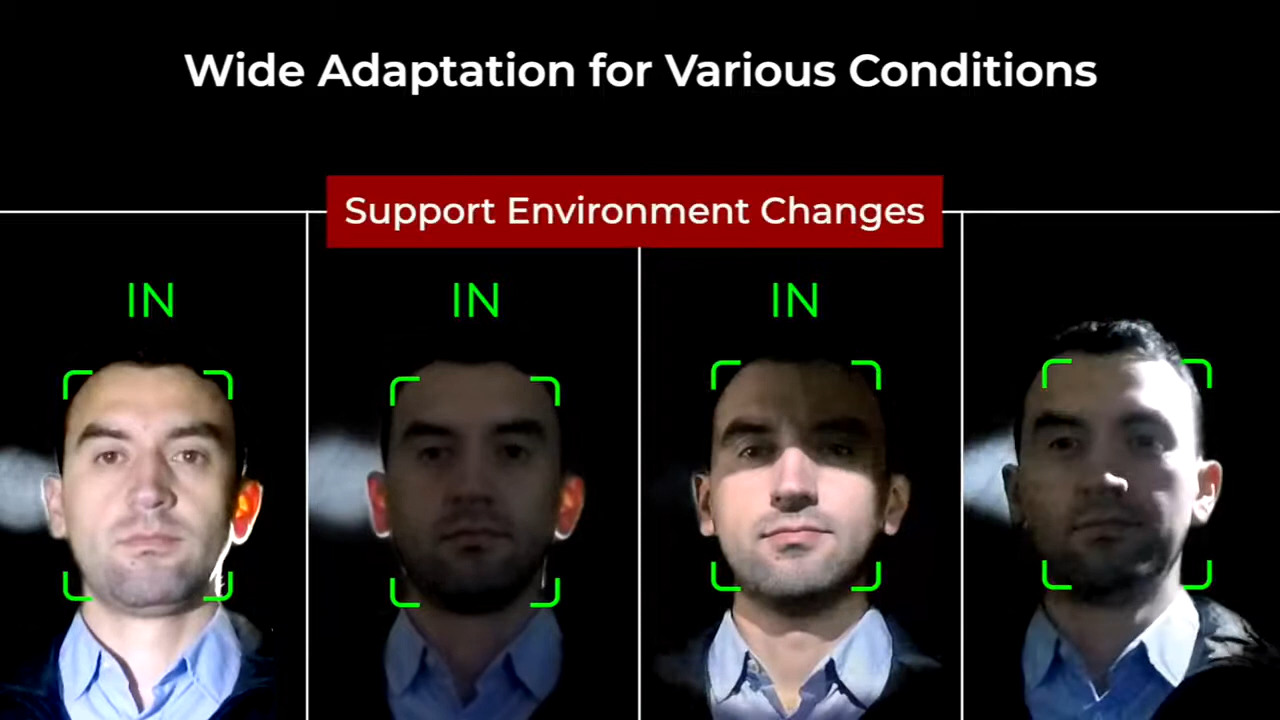 Wide Adaptation for Various Conditions
Support Environment Changes
IN
IN
IN